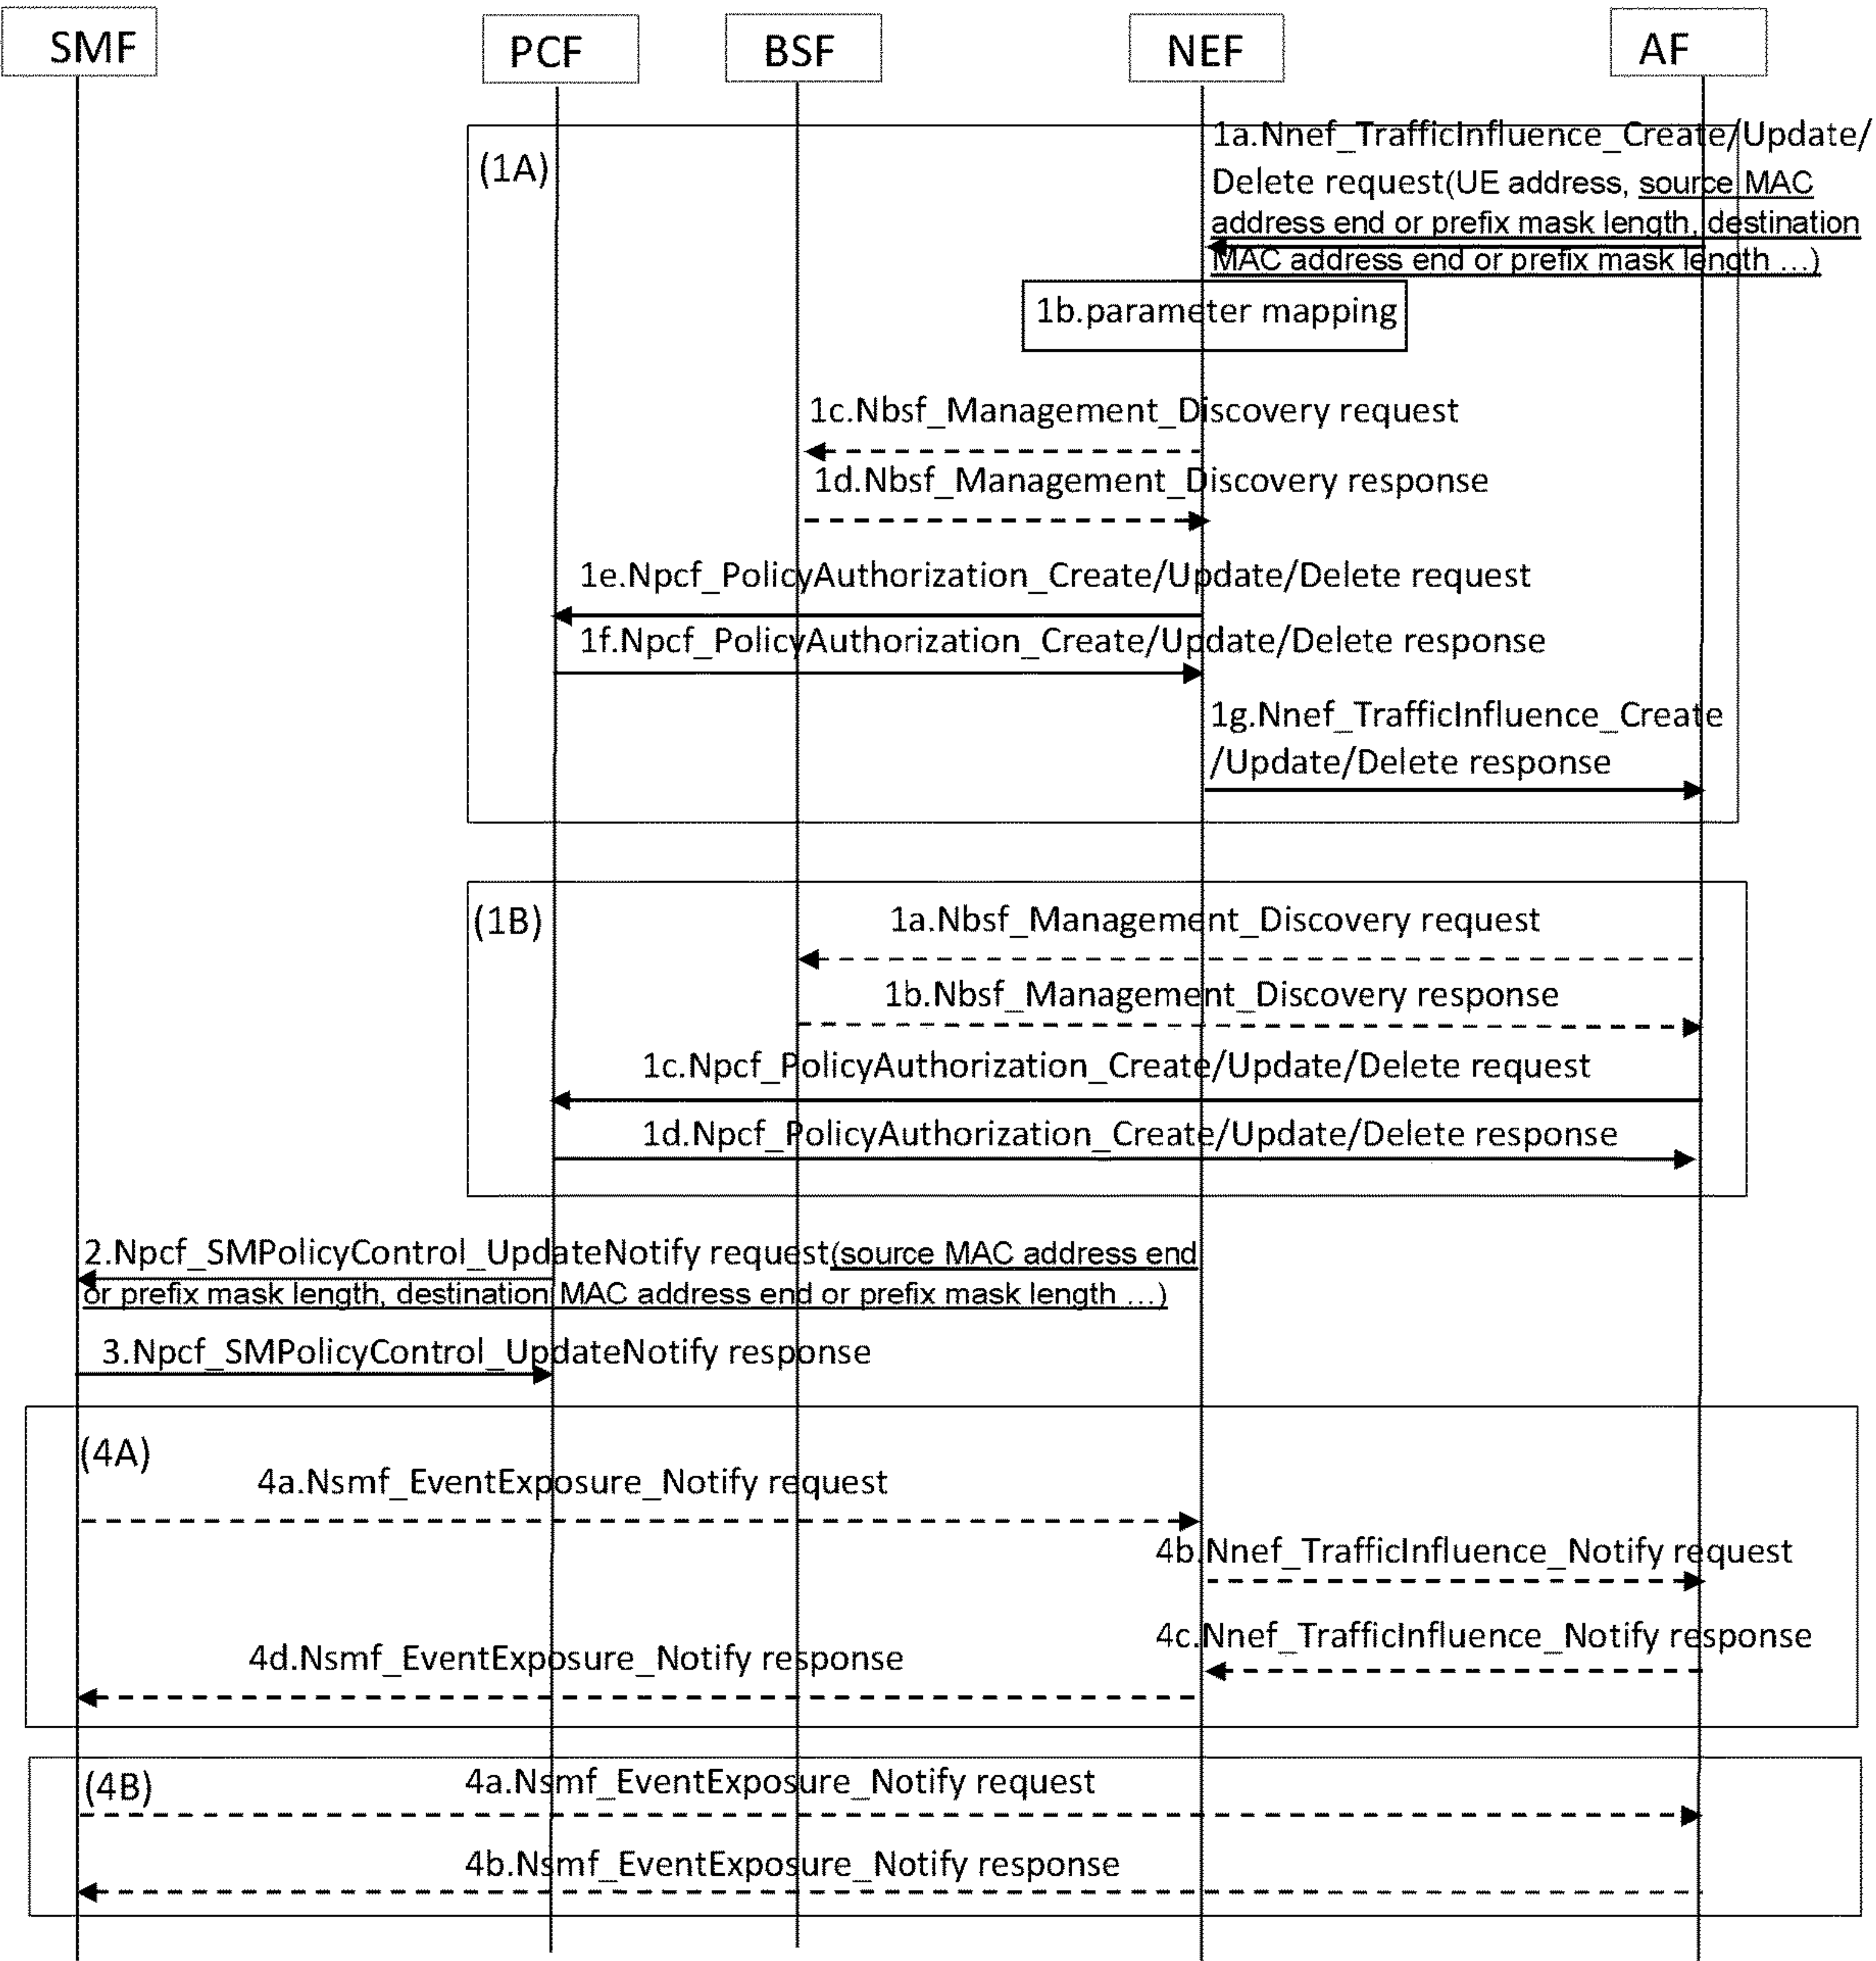 SMF
PCF
BSF
NEF
AF
(1A)
1a.Nnef_TrafficInfluence_Create/Update/
Delete request(UE address, source MAC
address end or prefix mask length, destination
MAC address end or prefix mask length ...)
1b.parameter mapping
1c.Nbsf_Management_Discovery request
1d.Nbsf_Management_Discovery response
1e.Npcf_PolicyAuthorization_Create/Update/Delete request
1f.Npcf_PolicyAuthorization_Create/Update/Delete response
1g.Nnef_TrafficInfluence_Create
/Update/Delete response
(1B)
1a.Nbsf_Management_Discovery request
1b.Nbsf_Management_Discovery response
1c.Npcf_PolicyAuthorization_Create/Update/Delete request
1d.Npcf_PolicyAuthorization_Create/Update/Delete response
2.Npcf_SMPolicyControl_UpdateNotify request(source MAC address end
or prefix mask length, destination MAC address end or prefix mask length ...)
3.Npcf_SMPolicyControl_UpdateNotify response
(4A)
4a.Nsmf_EventExposure_Notify request
4b.Nnef_TrafficInfluence_Notify request
4c.Nnef_TrafficInfluence_Notify response
4d.Nsmf_EventExposure_Notify response
(4B)
4a.Nsmf_EventExposure_Notify request
4b.Nsmf_EventExposure_Notify response